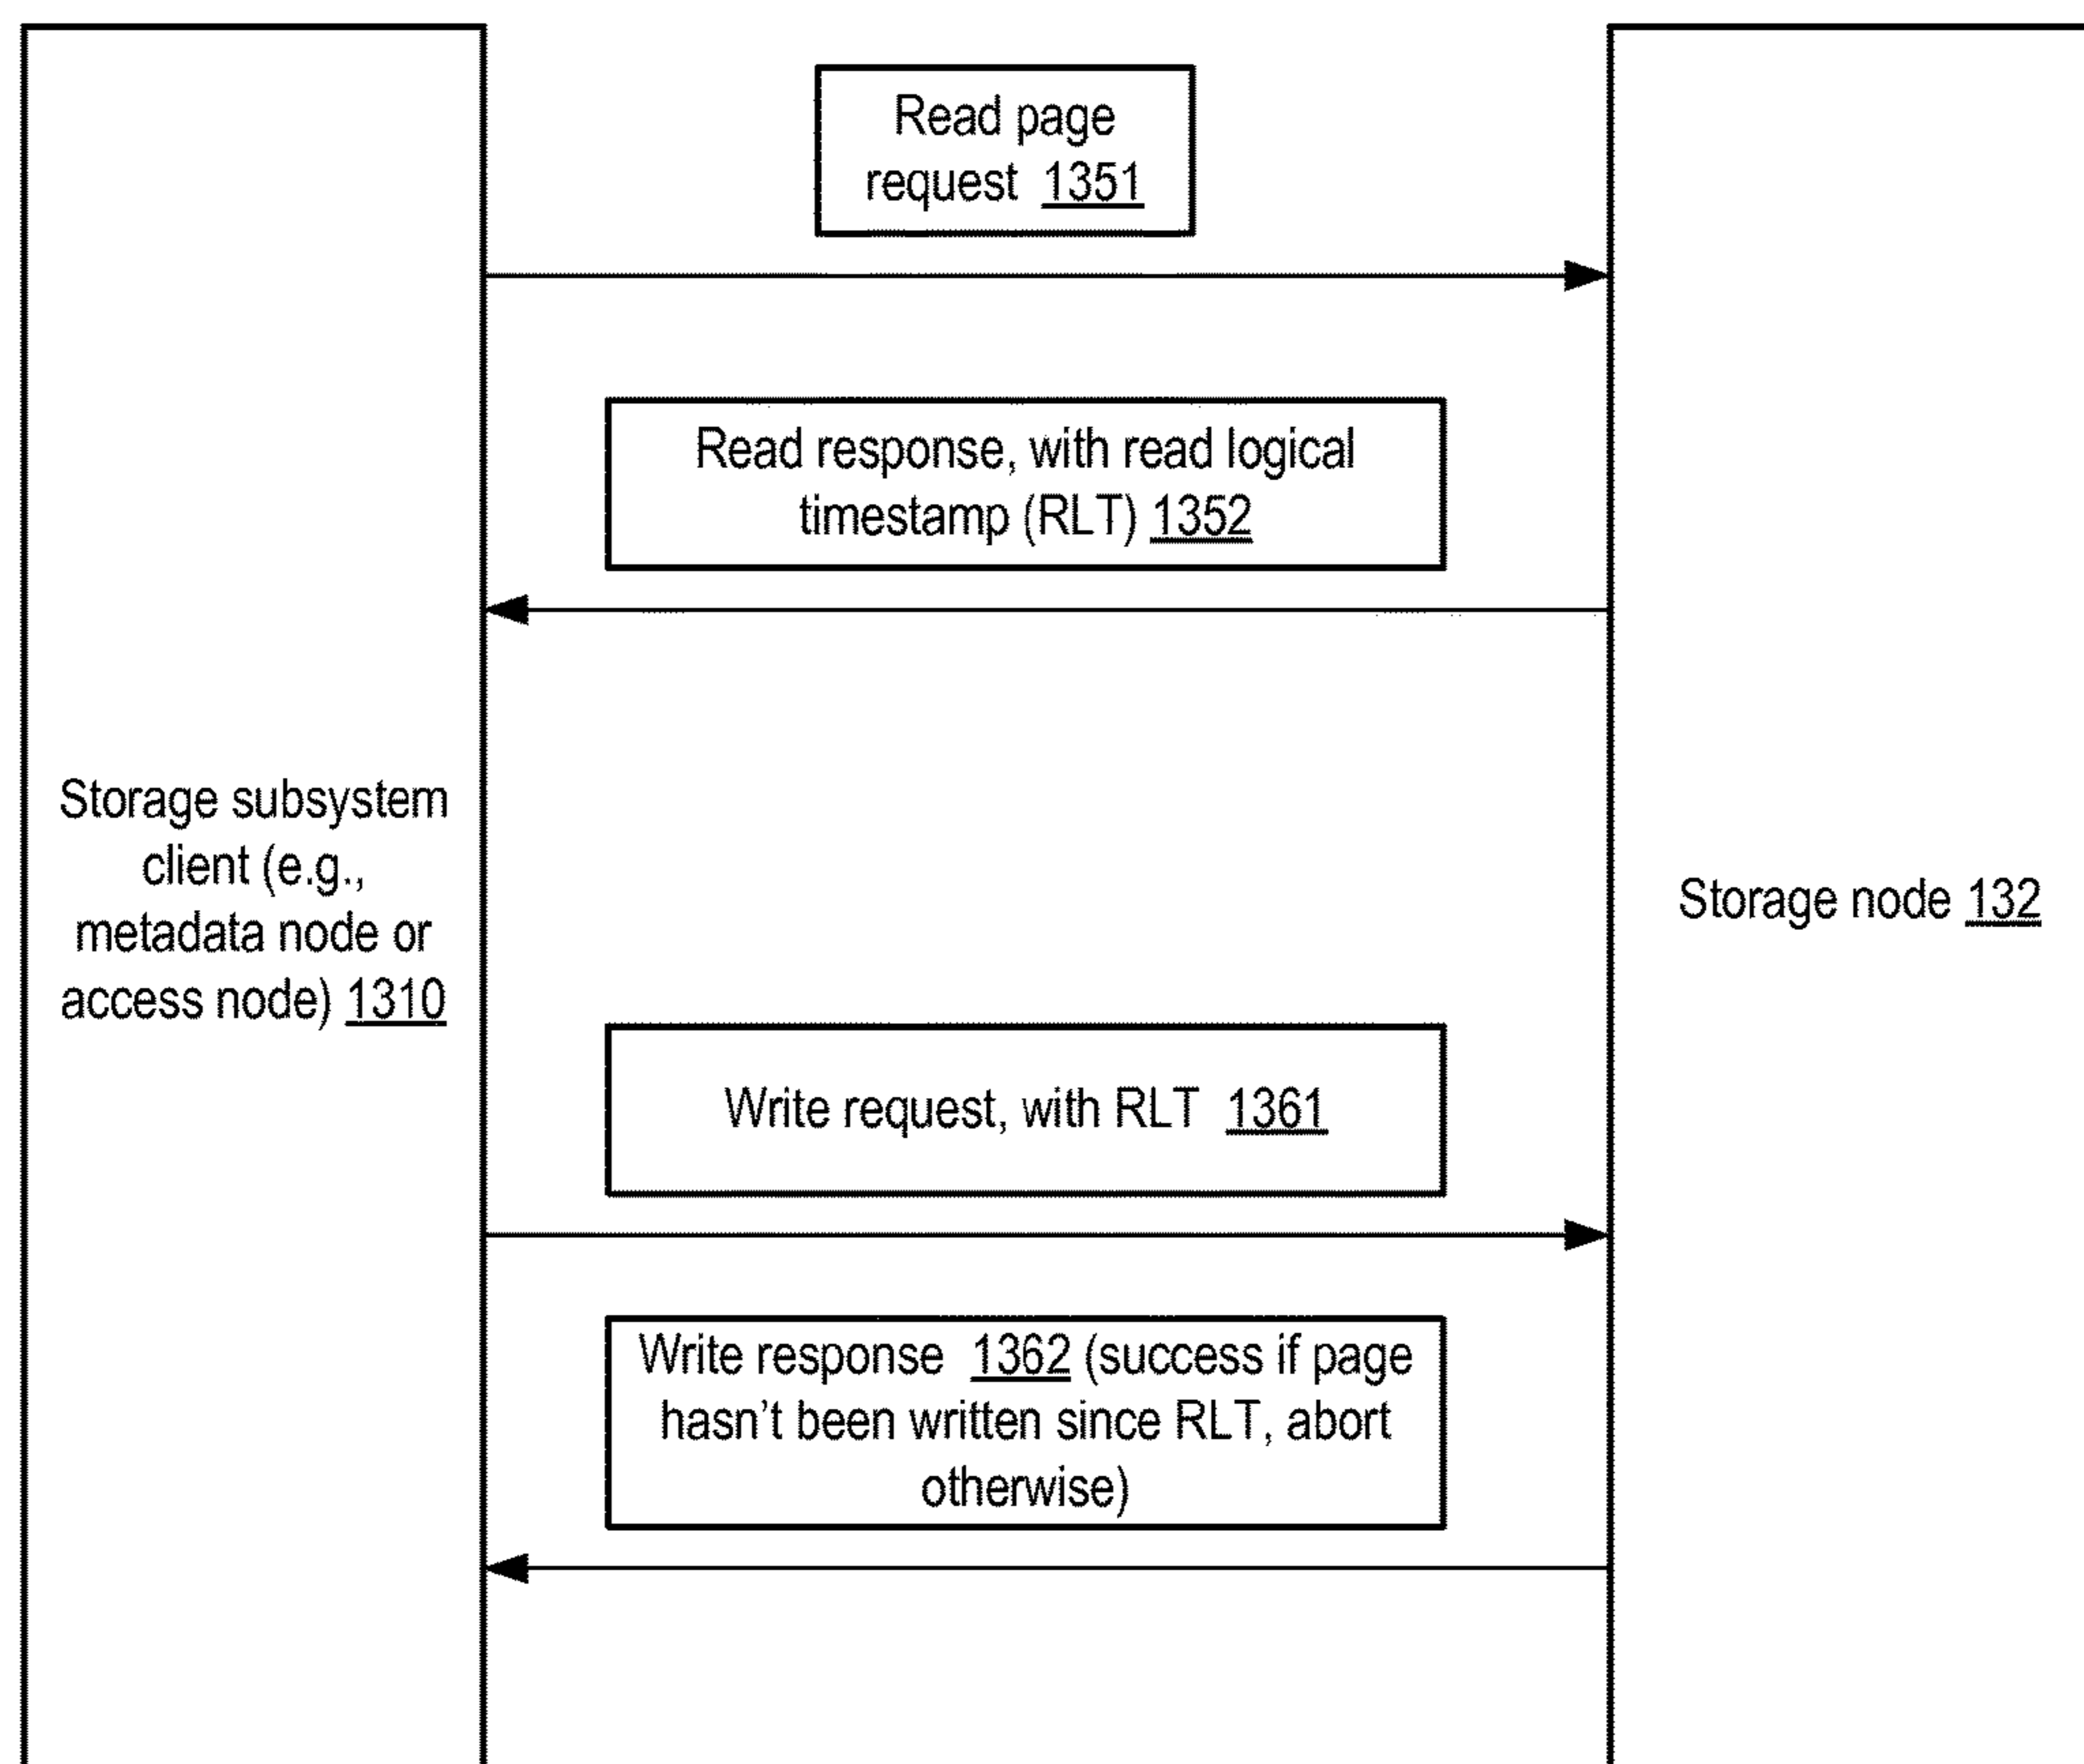 Read page
request 1351
Read response, with read logical
timestamp (RLT) 1352
Storage subsystem
client (e.g.,
metadata node or
access node) 1310
Storage node 132
Write request, with RLT 1361
Write response 1362 (success if page
hasn't been written since RLT, abort
otherwise)